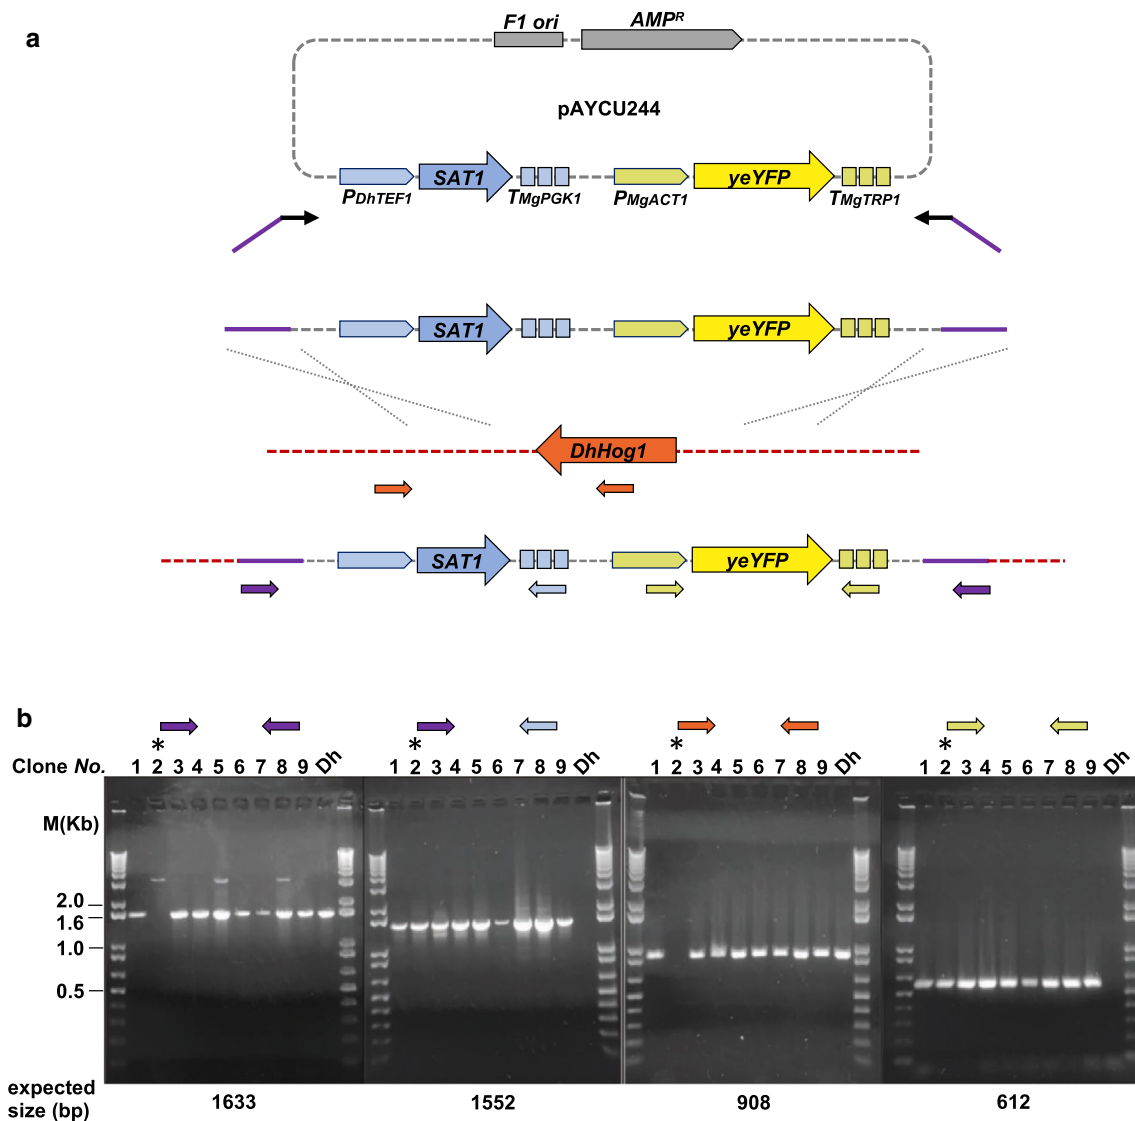 a
F1 ori AMPᴿ
pAYCU244
SAT1 yeYFP
PDhTEF1 TMgPGK1 PMgACT1 TMgTRP1
SAT1 yeYFP
DhHog1
SAT1 yeYFP
b
* * * *
Clone No. 1 2 3 4 5 6 7 8 9 Dh 1 2 3 4 5 6 7 8 9 Dh 1 2 3 4 5 6 7 8 9 Dh 1 2 3 4 5 6 7 8 9 Dh
M(Kb)
2.0
1.6
1.0
0.5
expected
size (bp) 1633 1552 908 612